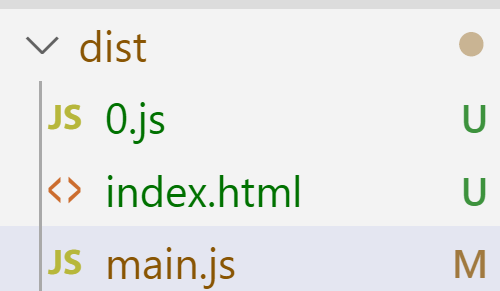 dist
JS 0.js U
<> index.html U
JS main.js M